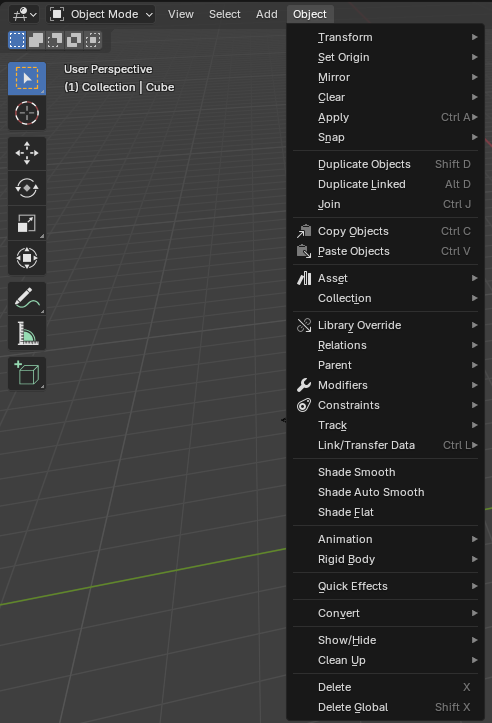 Object Mode View Select Add Object
User Perspective
(1) Collection | Cube
Transform
Set Origin
Mirror
Clear
Apply Ctrl A
Snap
Duplicate Objects Shift D
Duplicate Linked Alt D
Join Ctrl J
Copy Objects Ctrl C
Paste Objects Ctrl V
Asset
Collection
Library Override
Relations
Parent
Modifiers
Constraints
Track
Link/Transfer Data Ctrl L
Shade Smooth
Shade Auto Smooth
Shade Flat
Animation
Rigid Body
Quick Effects
Convert
Show/Hide
Clean Up
Delete X
Delete Global Shift X